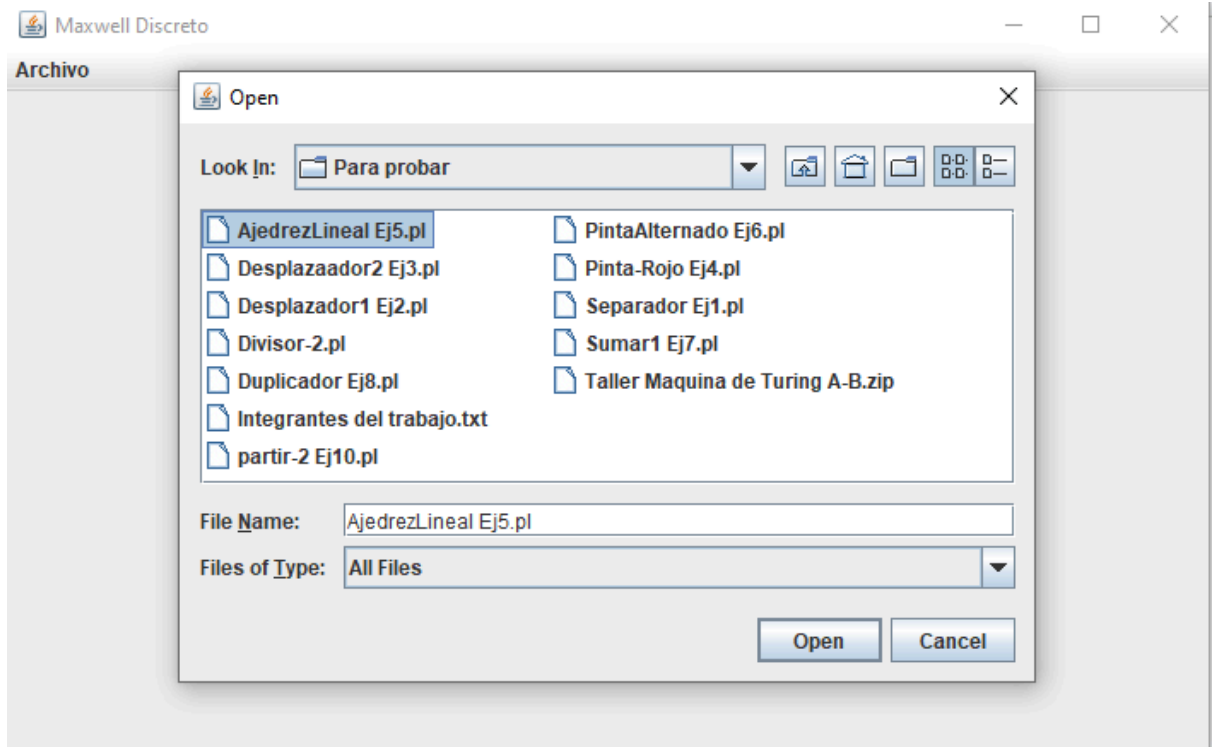 Maxwell Discreto
Archivo
Open
Look In: Para probar
AjedrezLineal Ej5.pl
Desplazaador2 Ej3.pl
Desplazador1 Ej2.pl
Divisor-2.pl
Duplicador Ej8.pl
Integrantes del trabajo.txt
partir-2 Ej10.pl
PintaAlternado Ej6.pl
Pinta-Rojo Ej4.pl
Separador Ej1.pl
Sumar1 Ej7.pl
Taller Maquina de Turing A-B.zip
File Name: AjedrezLineal Ej5.pl
Files of Type: All Files
Open Cancel